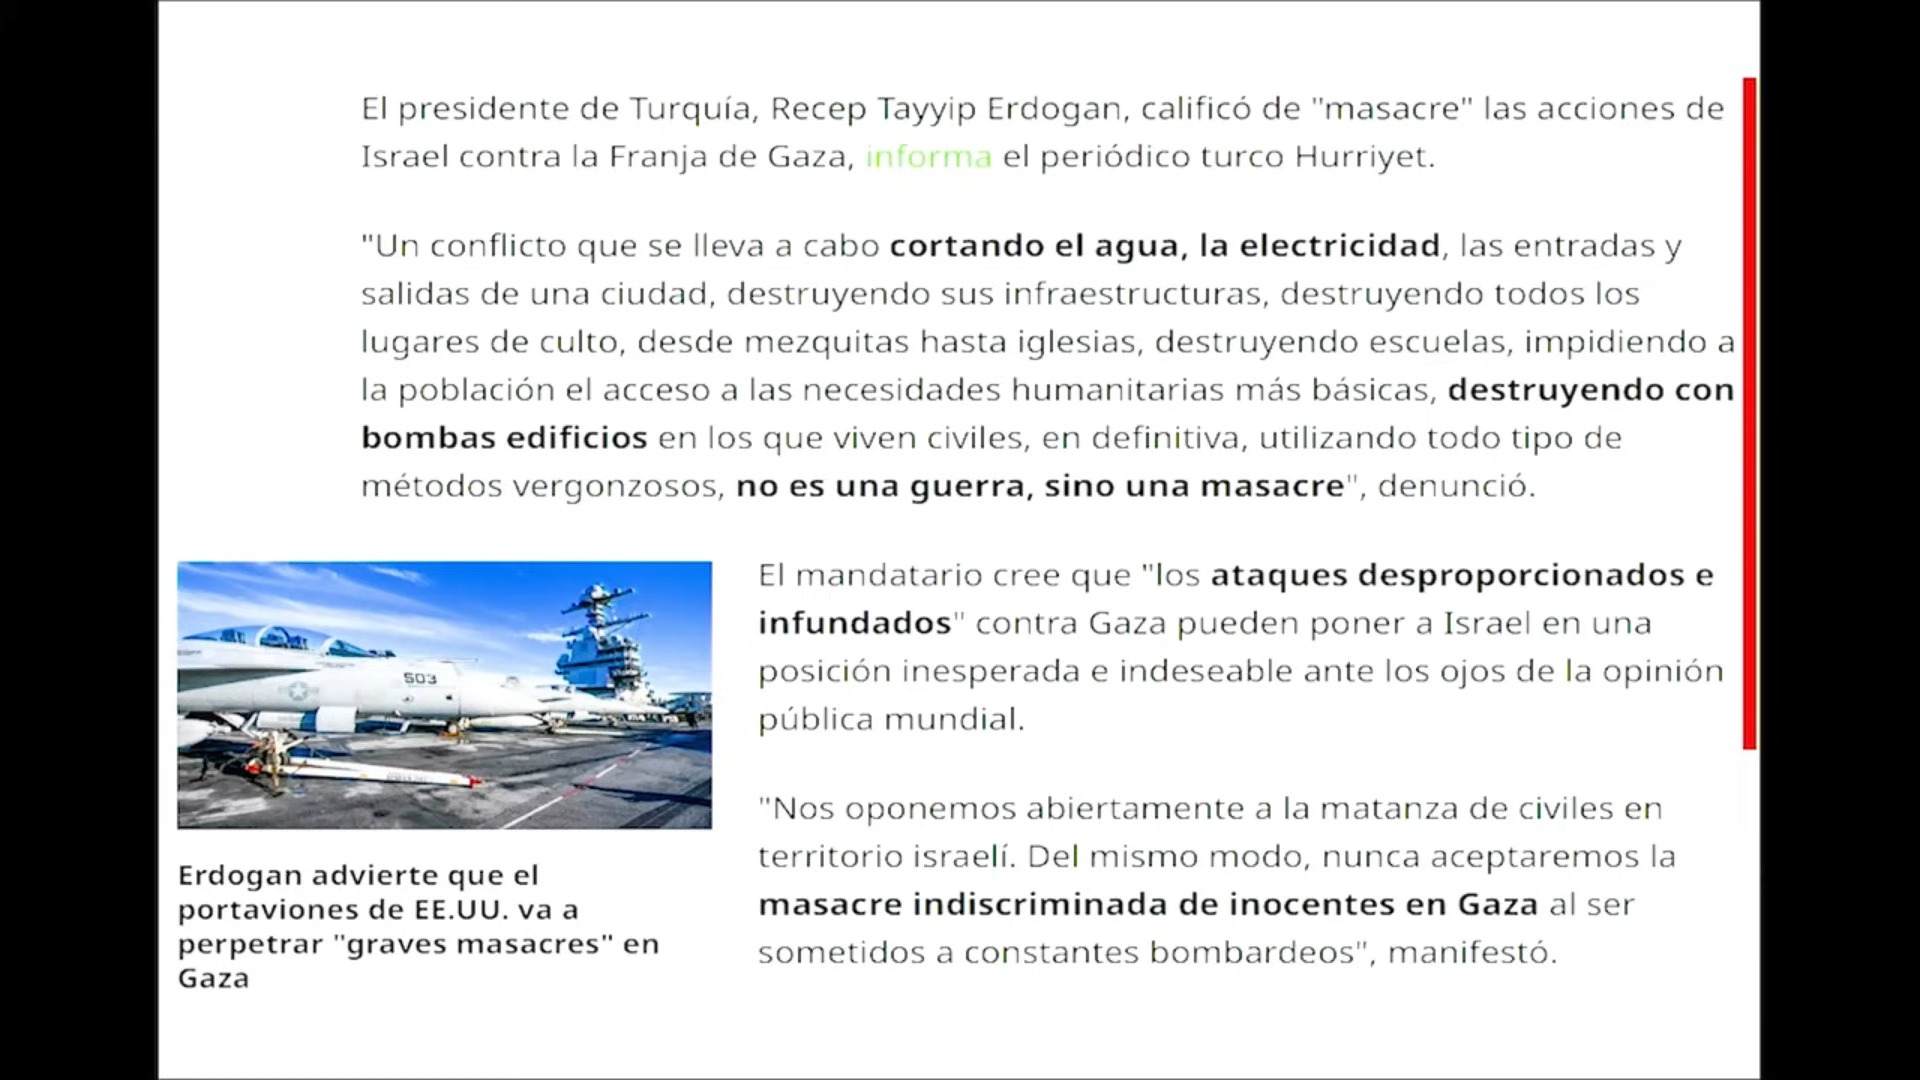 El presidente de Turquía, Recep Tayyip Erdogan, calificó de "masacre" las acciones de
Israel contra la Franja de Gaza, informa el periódico turco Hurriyet.
"Un conflicto que se lleva a cabo cortando el agua, la electricidad, las entradas y
salidas de una ciudad, destruyendo sus infraestructuras, destruyendo todos los
lugares de culto, desde mezquitas hasta iglesias, destruyendo escuelas, impidiendo a
la población el acceso a las necesidades humanitarias más básicas, destruyendo con
bombas edificios en los que viven civiles, en definitiva, utilizando todo tipo de
métodos vergonzosos, no es una guerra, sino una masacre", denunció.
503
Erdogan advierte que el
portaviones de EE.UU. va a
perpetrar "graves masacres" en
Gaza
El mandatario cree que "los ataques desproporcionados e
infundados" contra Gaza pueden poner a Israel en una
posición inesperada e indeseable ante los ojos de la opinión
pública mundial.
"Nos oponemos abiertamente a la matanza de civiles en
territorio israelí. Del mismo modo, nunca aceptaremos la
masacre indiscriminada de inocentes en Gaza al ser
sometidos a constantes bombardeos", manifestó.